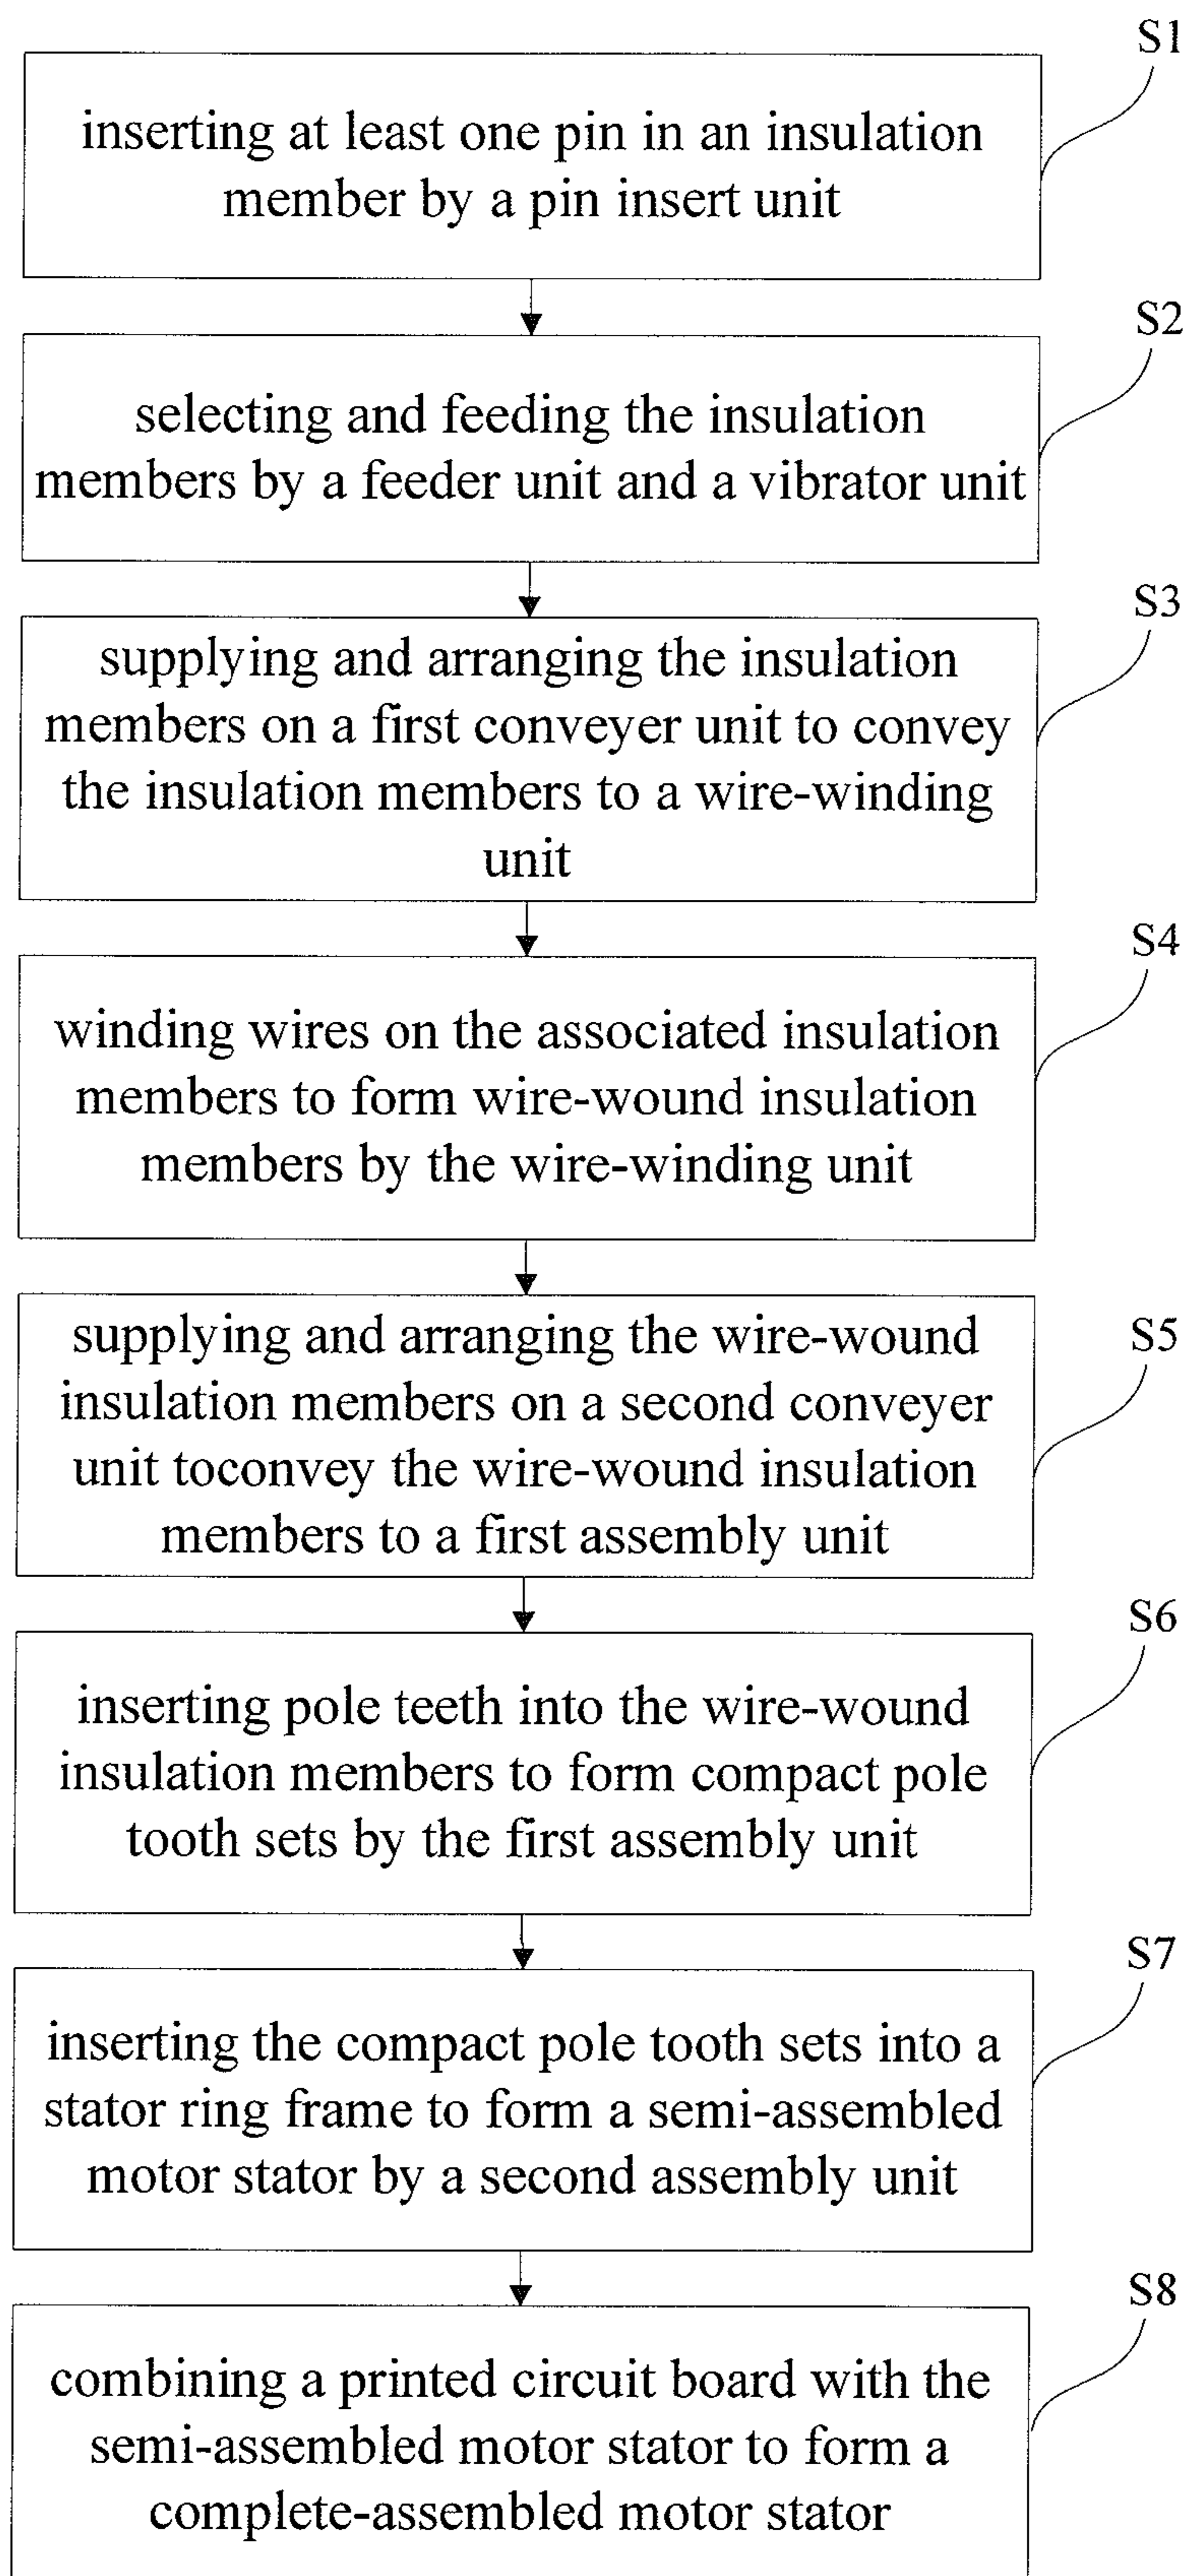 S1
inserting at least one pin in an insulation
member by a pin insert unit
S2
selecting and feeding the insulation
members by a feeder unit and a vibrator unit
S3
supplying and arranging the insulation
members on a first conveyer unit to convey
the insulation members to a wire-winding
unit
S4
winding wires on the associated insulation
members to form wire-wound insulation
members by the wire-winding unit
S5
supplying and arranging the wire-wound
insulation members on a second conveyer
unit toconvey the wire-wound insulation
members to a first assembly unit
S6
inserting pole teeth into the wire-wound
insulation members to form compact pole
tooth sets by the first assembly unit
S7
inserting the compact pole tooth sets into a
stator ring frame to form a semi-assembled
motor stator by a second assembly unit
S8
combining a printed circuit board with the
semi-assembled motor stator to form a
complete-assembled motor stator